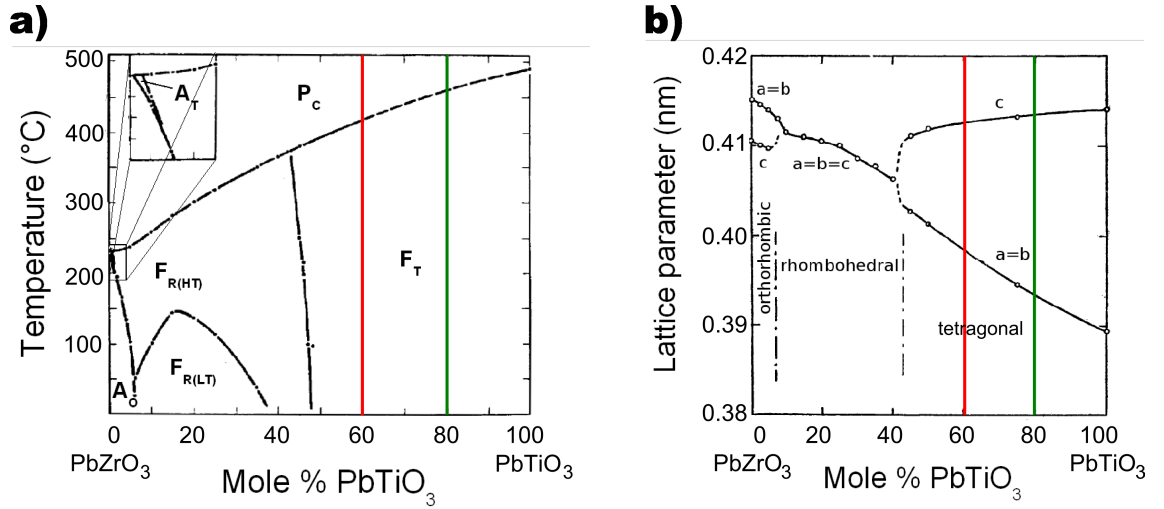 a)
500
400
300
200
100
Temperature (°C)
A_T
P_C
F_R(HT)
F_T
F_R(LT)
A_O
0 20 40 60 80 100
PbZrO₃ PbTiO₃
Mole % PbTiO₃
b)
0.42
0.41
0.40
0.39
0.38
Lattice parameter (nm)
a=b
c
c
a=b=c
a=b
orthorhombic
rhombohedral
tetragonal
0 20 40 60 80 100
PbZrO₃ PbTiO₃
Mole % PbTiO₃